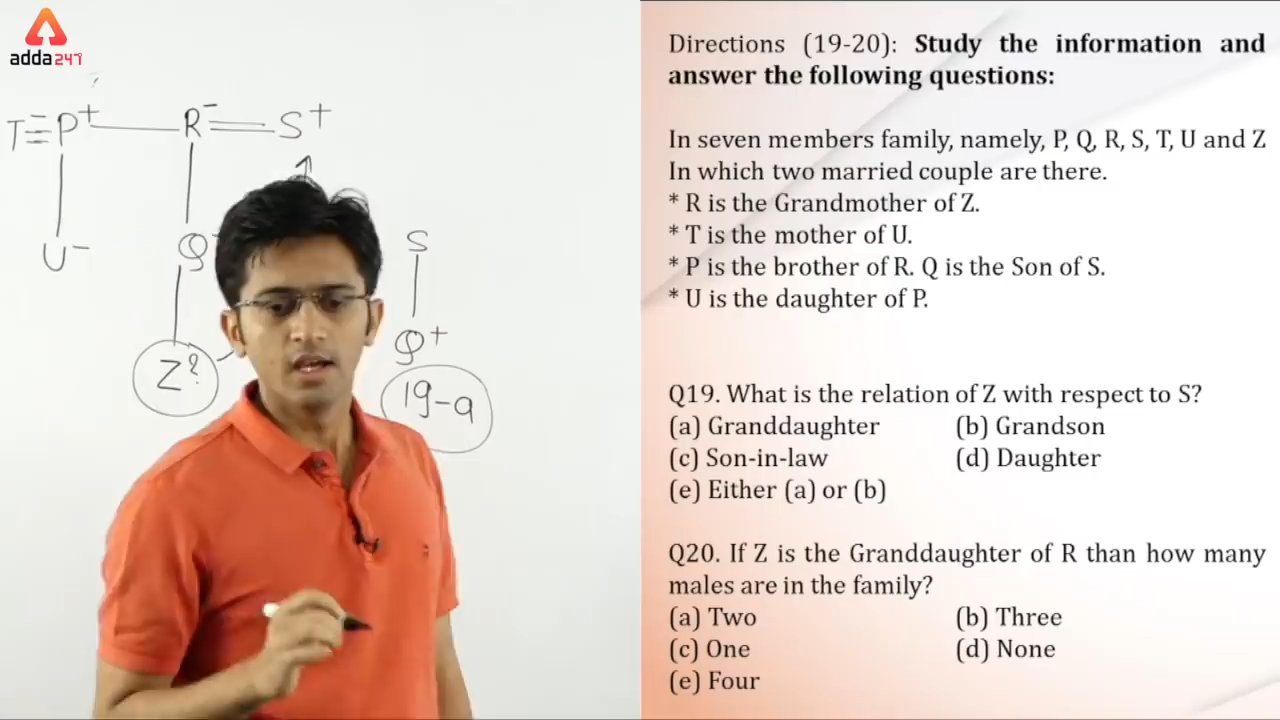 adda247
T≡P⁺—R⁻=S⁺
U⁻
Q
S
Z?
Q⁺
19-a
Directions (19-20): Study the information and
answer the following questions:
In seven members family, namely, P, Q, R, S, T, U and Z
In which two married couple are there.
* R is the Grandmother of Z.
* T is the mother of U.
* P is the brother of R. Q is the Son of S.
* U is the daughter of P.
Q19. What is the relation of Z with respect to S?
(a) Granddaughter (b) Grandson
(c) Son-in-law (d) Daughter
(e) Either (a) or (b)
Q20. If Z is the Granddaughter of R than how many
males are in the family?
(a) Two (b) Three
(c) One (d) None
(e) Four